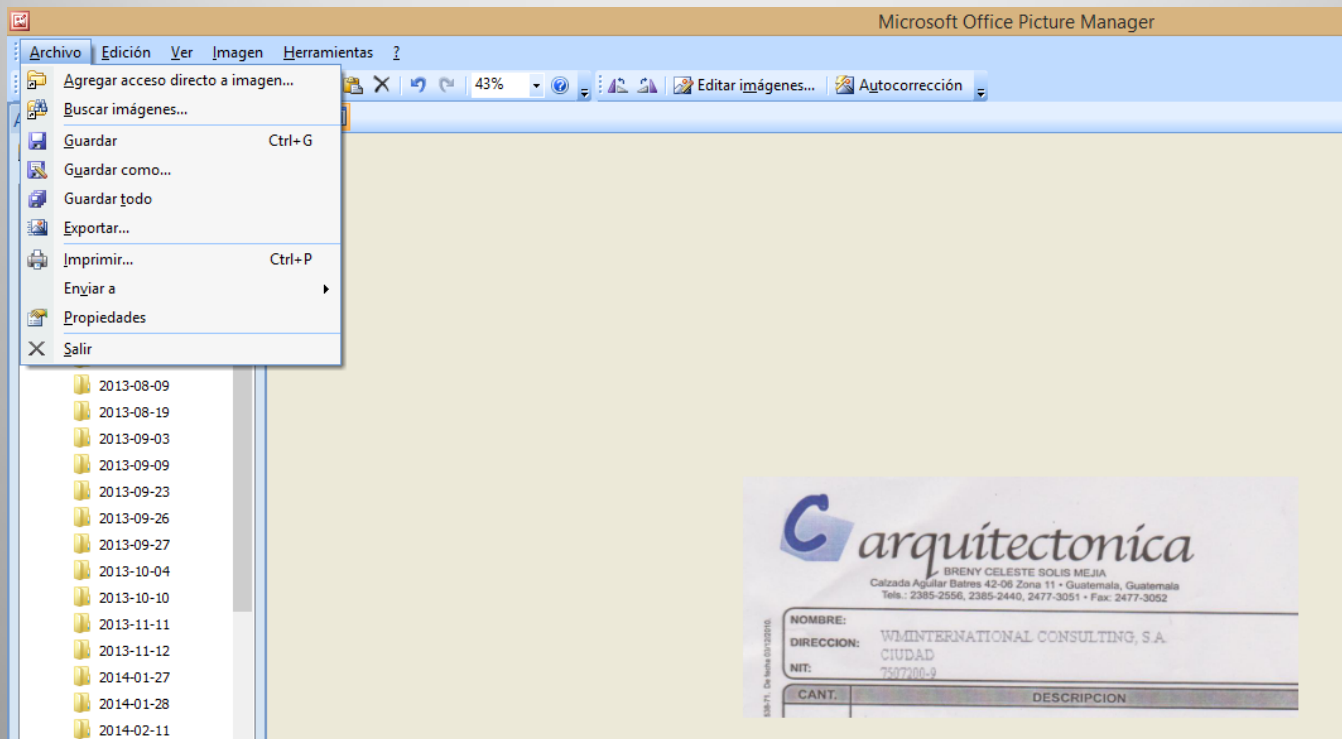 Microsoft Office Picture Manager
Archivo Edición Ver Imagen Herramientas ?
Agregar acceso directo a imagen...
43%
Editar imágenes...
Autocorrección
Buscar imágenes...
Guardar Ctrl+G
Guardar como...
Guardar todo
Exportar...
Imprimir... Ctrl+P
Enviar a
Propiedades
Salir
2013-08-09
2013-08-19
2013-09-03
2013-09-09
2013-09-23
2013-09-26
2013-09-27
2013-10-04
2013-10-10
2013-11-11
2013-11-12
2014-01-27
2014-01-28
2014-02-11
C arquitectonica
BRENY CELESTE SOLIS MEJIA
Calzada Aguilar Batres 42-06 Zona 11 • Guatemala, Guatemala
Tels.: 2385-2556, 2385-2440, 2477-3051 • Fax: 2477-3052
NOMBRE:
WMINTERNATIONAL CONSULTING, S.A.
DIRECCION:
CIUDAD
NIT:
7507200-9
CANT. DESCRIPCION
De fecha 03/12/2010.